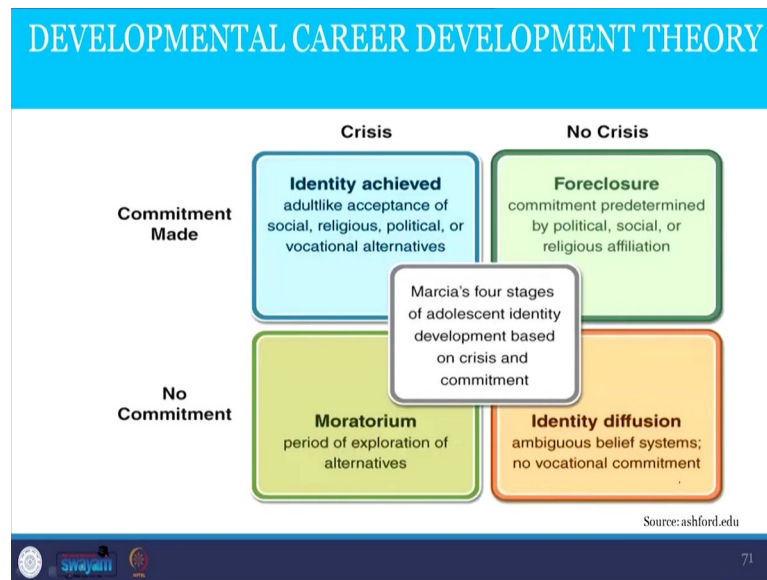 DEVELOPMENTAL CAREER DEVELOPMENT THEORY
Crisis
No Crisis
Commitment
Made
Identity achieved
adultlike acceptance of
social, religious, political, or
vocational alternatives
Foreclosure
commitment predetermined
by political, social, or
religious affiliation
Marcia's four stages
of adolescent identity
development based
on crisis and
commitment
No
Commitment
Moratorium
period of exploration of
alternatives
Identity diffusion
ambiguous belief systems;
no vocational commitment
Source: ashford.edu
swayam
71